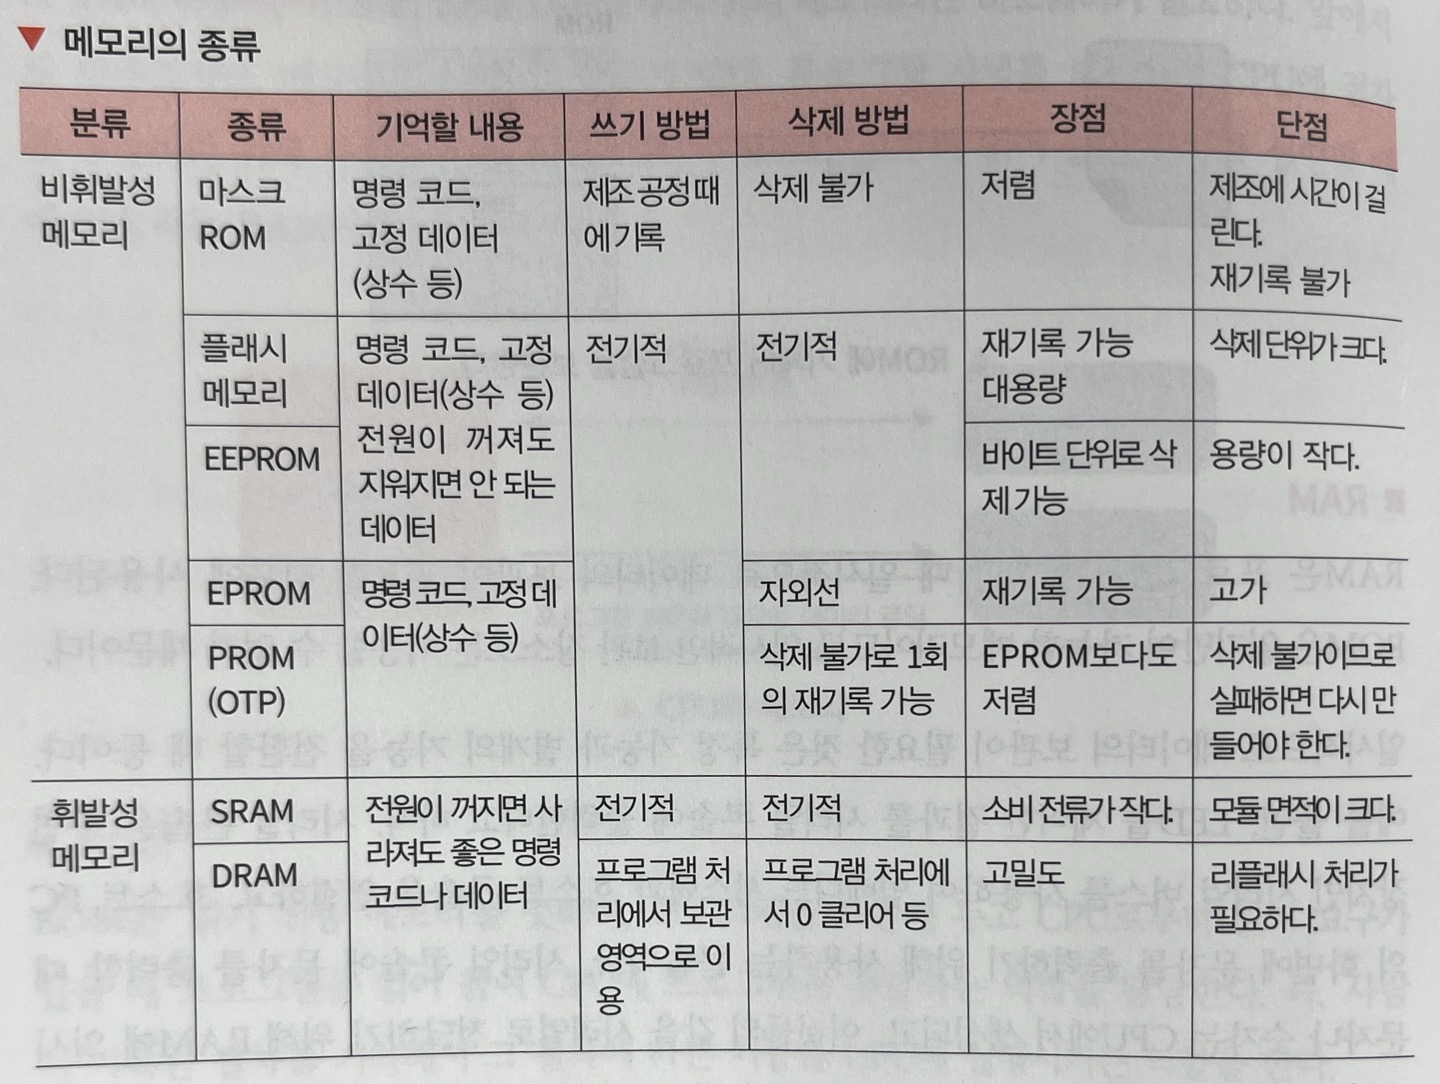 ▼ 메모리의 종류
분류 종류 기억할 내용 쓰기 방법 삭제 방법 장점 단점
비휘발성
메모리
마스크
ROM
명령 코드,
고정 데이터
(상수 등)
제조 공정 때
에 기록
삭제 불가
저렴
제조에 시간이 걸
린다.
재기록 불가
플래시
메모리
명령 코드, 고정
데이터(상수 등)
전원이 꺼져도
지워지면 안 되는
데이터
전기적
전기적
재기록 가능
대용량
삭제 단위가 크다.
EEPROM
바이트 단위로 삭
제 가능
용량이 작다.
EPROM
명령 코드, 고정 데
이터(상수 등)
자외선
재기록 가능
고가
PROM
(OTP)
삭제 불가로 1회
의 재기록 가능
EPROM보다도
저렴
삭제 불가이므로
실패하면 다시 만
들어야 한다.
휘발성
메모리
SRAM
전원이 꺼지면 사
라져도 좋은 명령
코드나 데이터
전기적
전기적
소비 전류가 작다.
모듈 면적이 크다.
DRAM
프로그램 처
리에서 보관
영역으로 이
용
프로그램 처리에
서 0 클리어 등
고밀도
리플래시 처리가
필요하다.